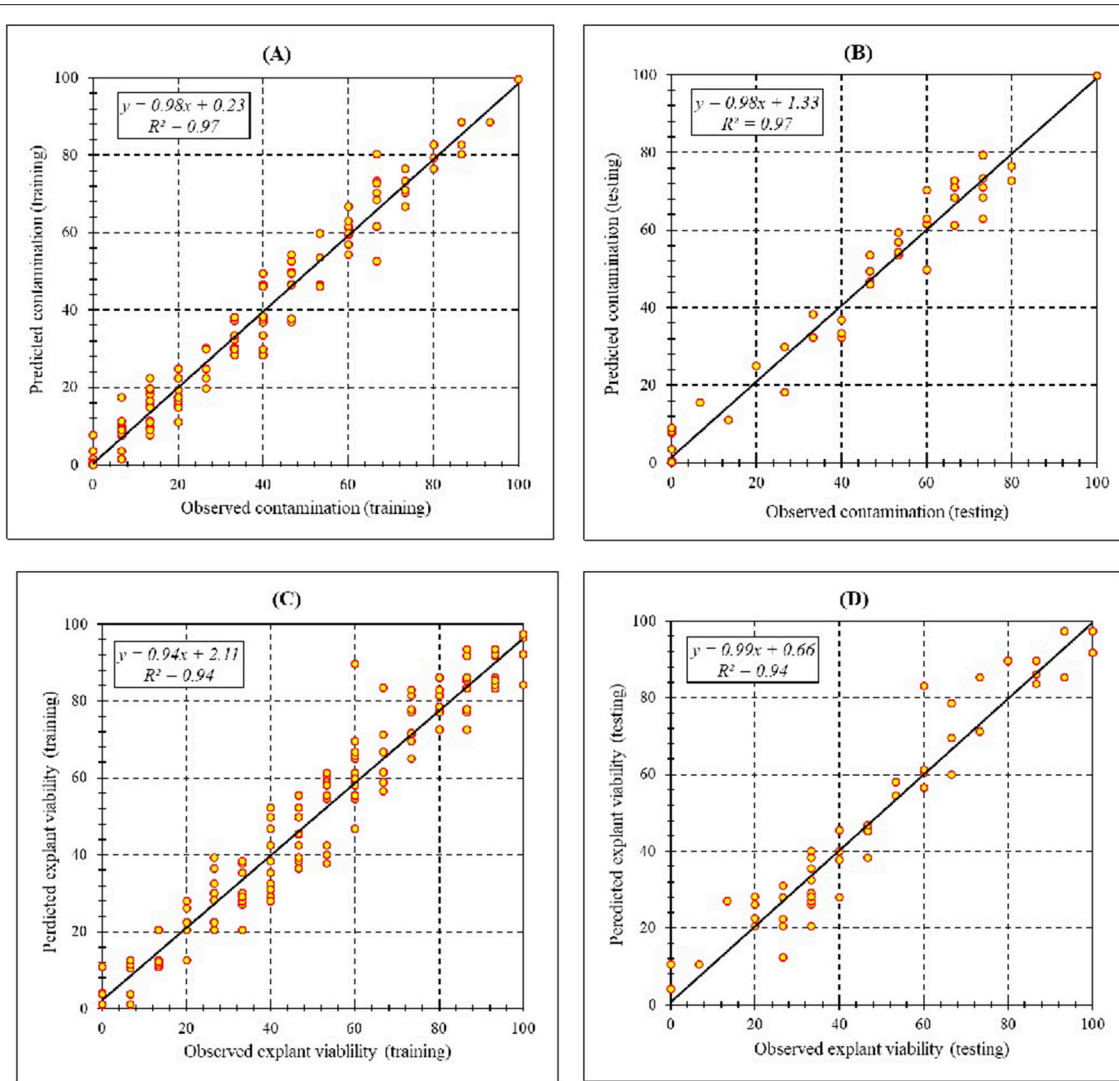 (A)
y = 0.98x + 0.23
R² − 0.97
100
80
60
40
20
0
Predicted contamination (training)
0 20 40 60 80 100
Observed contamination (training)
(B)
y − 0.98x + 1.33
R² = 0.97
100
80
60
40
20
0
Predicted contamination (testing)
0 20 40 60 80 100
Observed contamination (testing)
(C)
y = 0.94x + 2.11
R² − 0.94
100
80
60
40
20
0
Perdicted explant viability (training)
0 20 40 60 80 100
Observed explant viablility (training)
(D)
y = 0.99x + 0.66
R² − 0.94
100
80
60
40
20
0
Peredicted explant viability (testing)
0 20 40 60 80 100
Observed explant viability (testing)